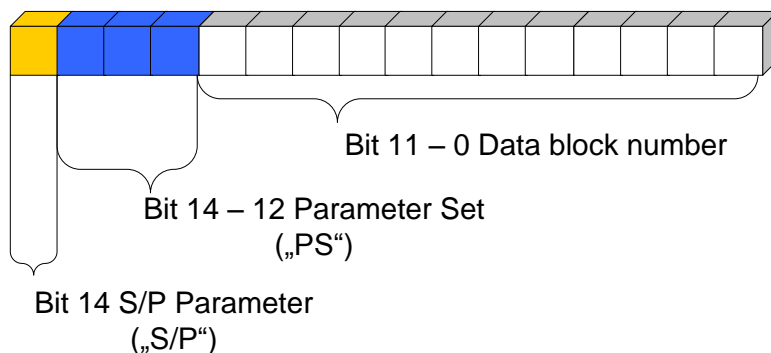 Bit 11 – 0 Data block number
Bit 14 – 12 Parameter Set
(„PS“)
Bit 14 S/P Parameter
(„S/P“)